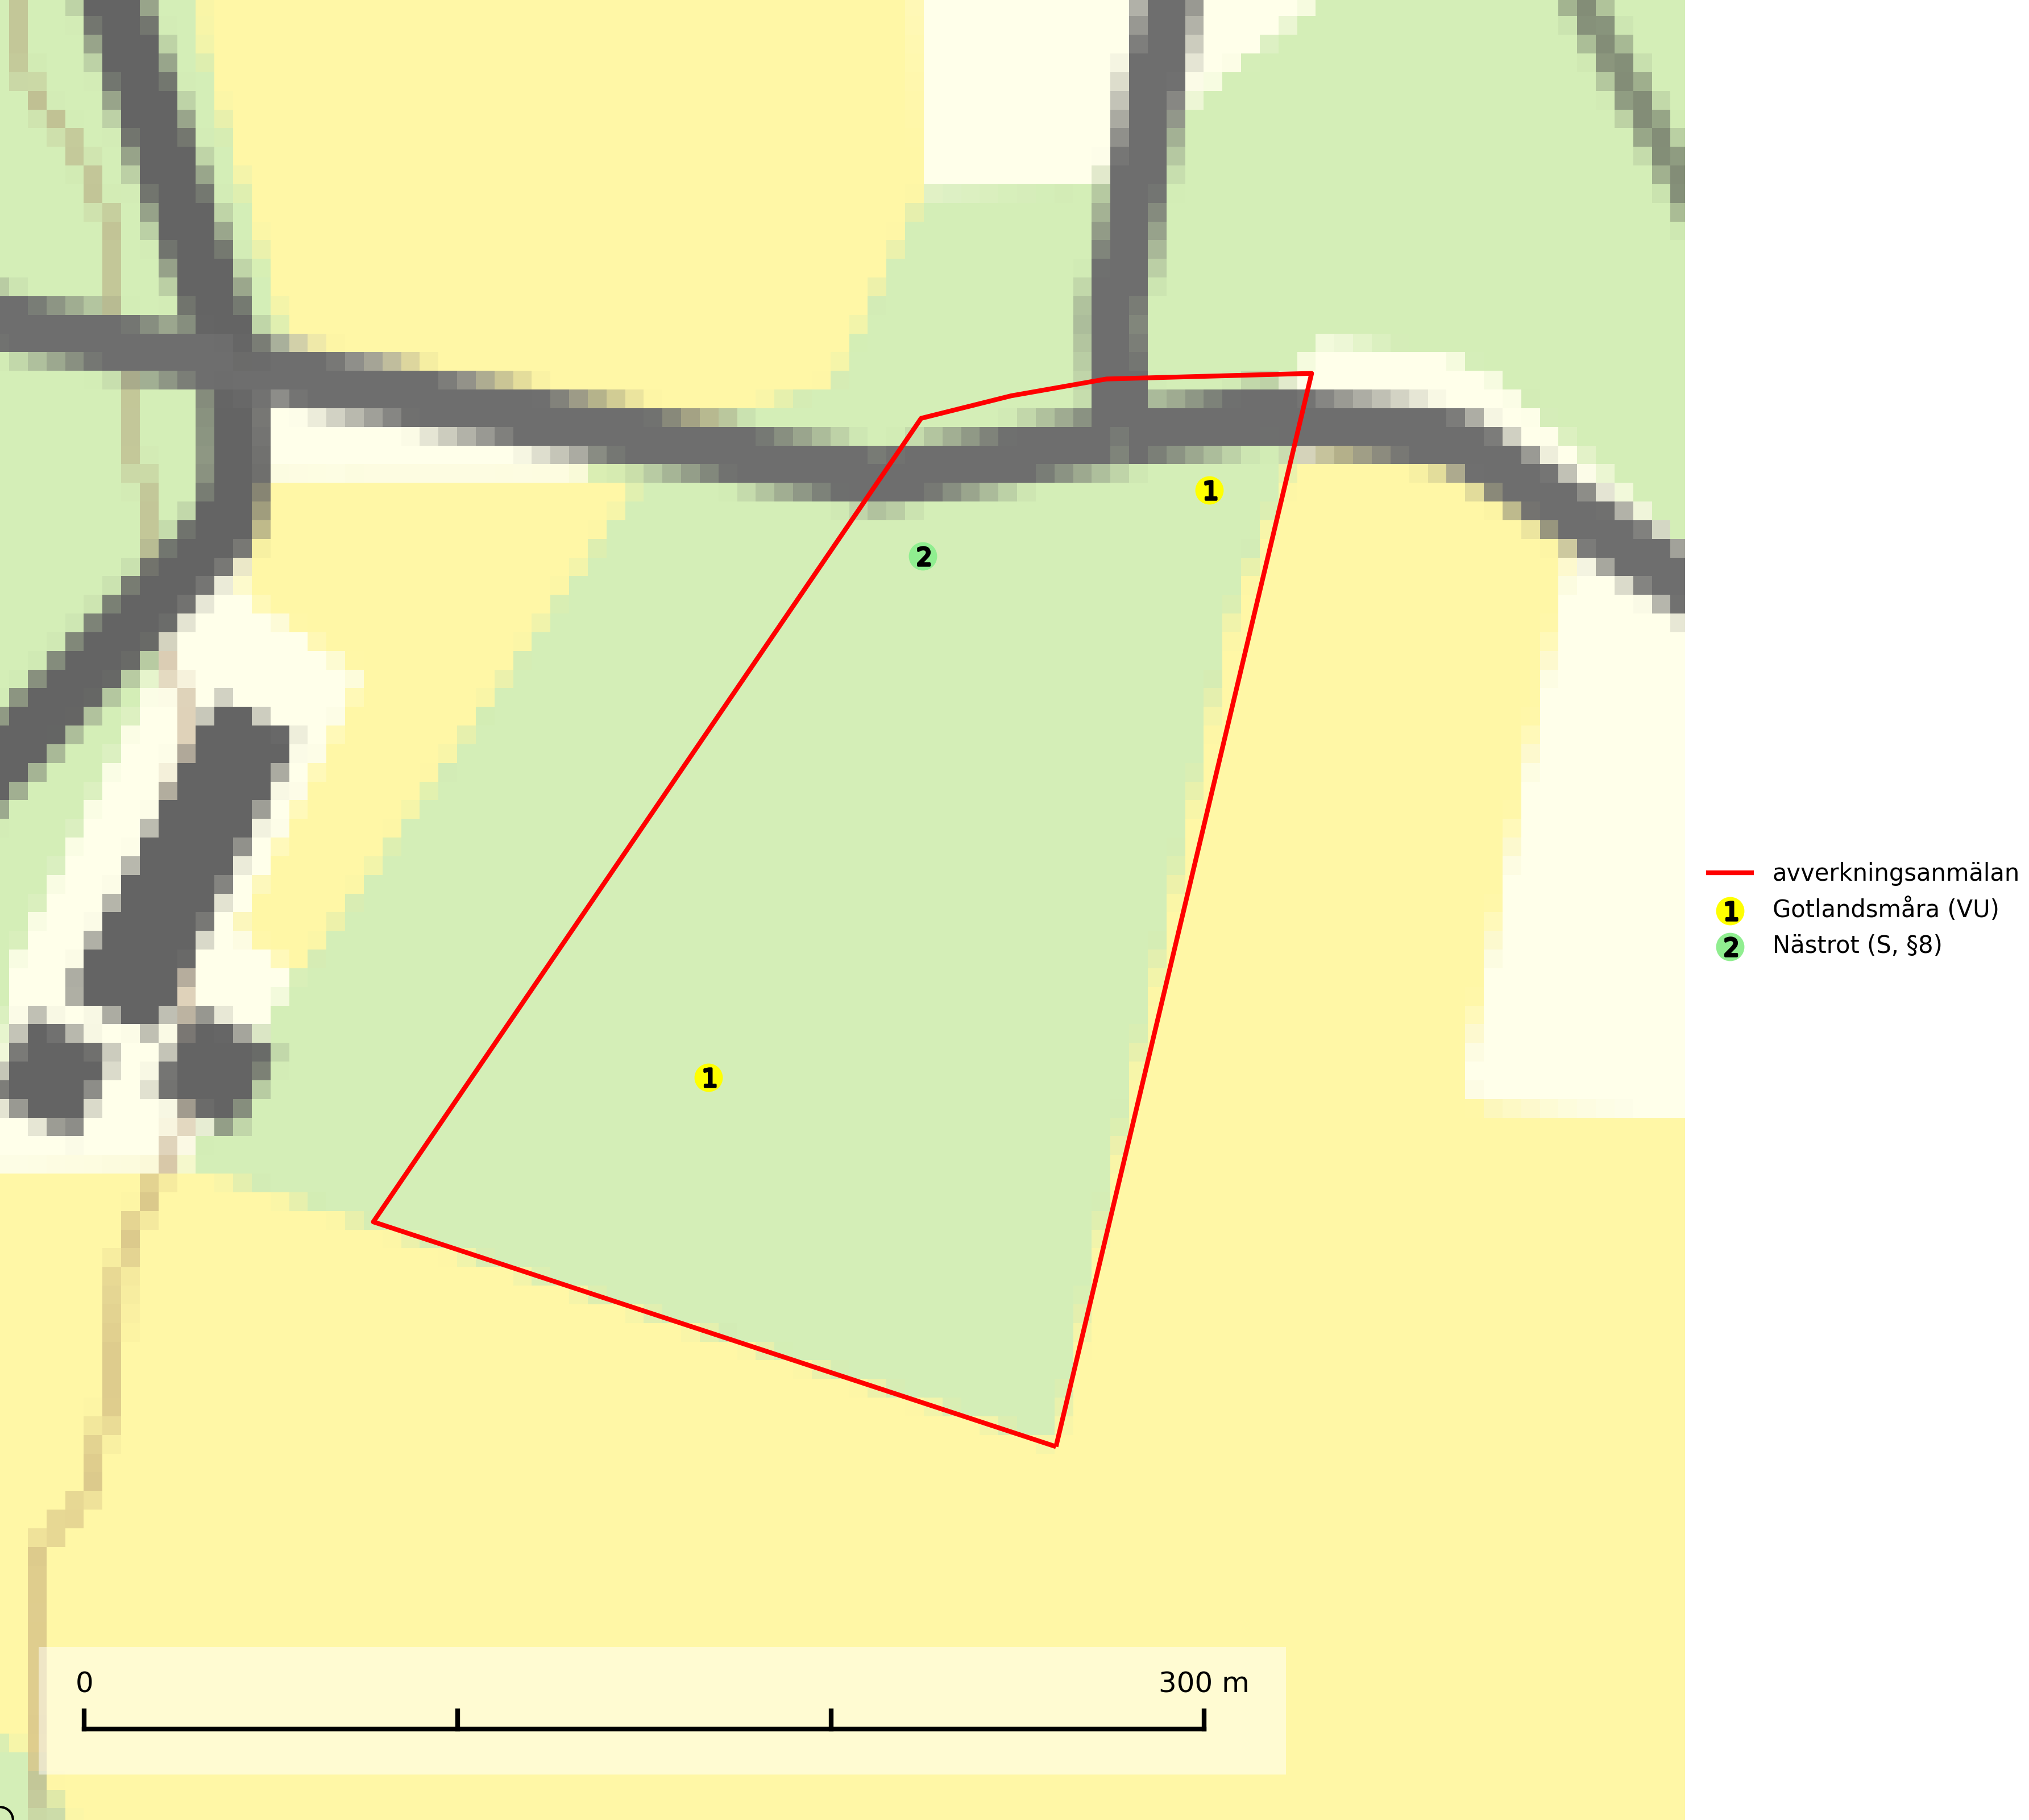 1
2
1
avverkningsanmälan
1 Gotlandsmåra (VU)
2 Nästrot (S, §8)
0 300 m